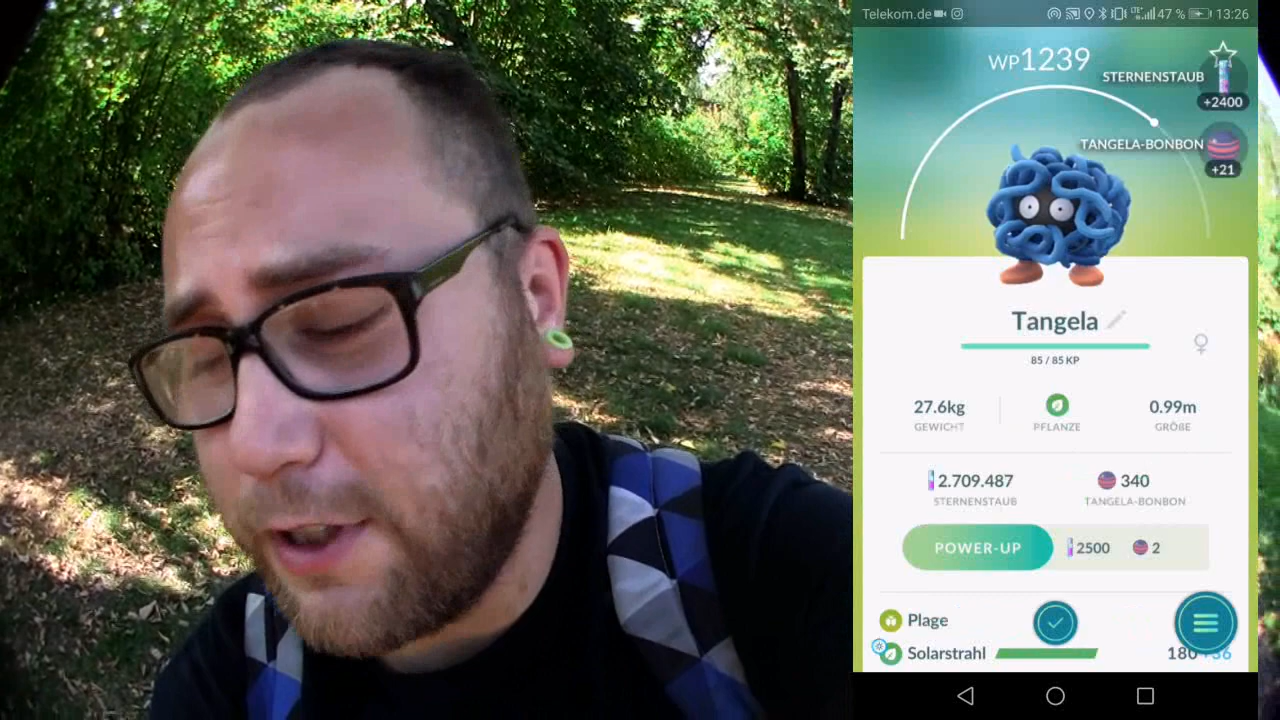 Telekom.de 47 % 13:26
WP1239
STERNENSTAUB
+2400
TANGELA-BONBON
+21
Tangela
85 / 85 KP
27.6kg 0.99m
GEWICHT PFLANZE GRÖßE
2.709.487 340
STERNENSTAUB TANGELA-BONBON
POWER-UP 2500 2
Plage
Solarstrahl 180 +36